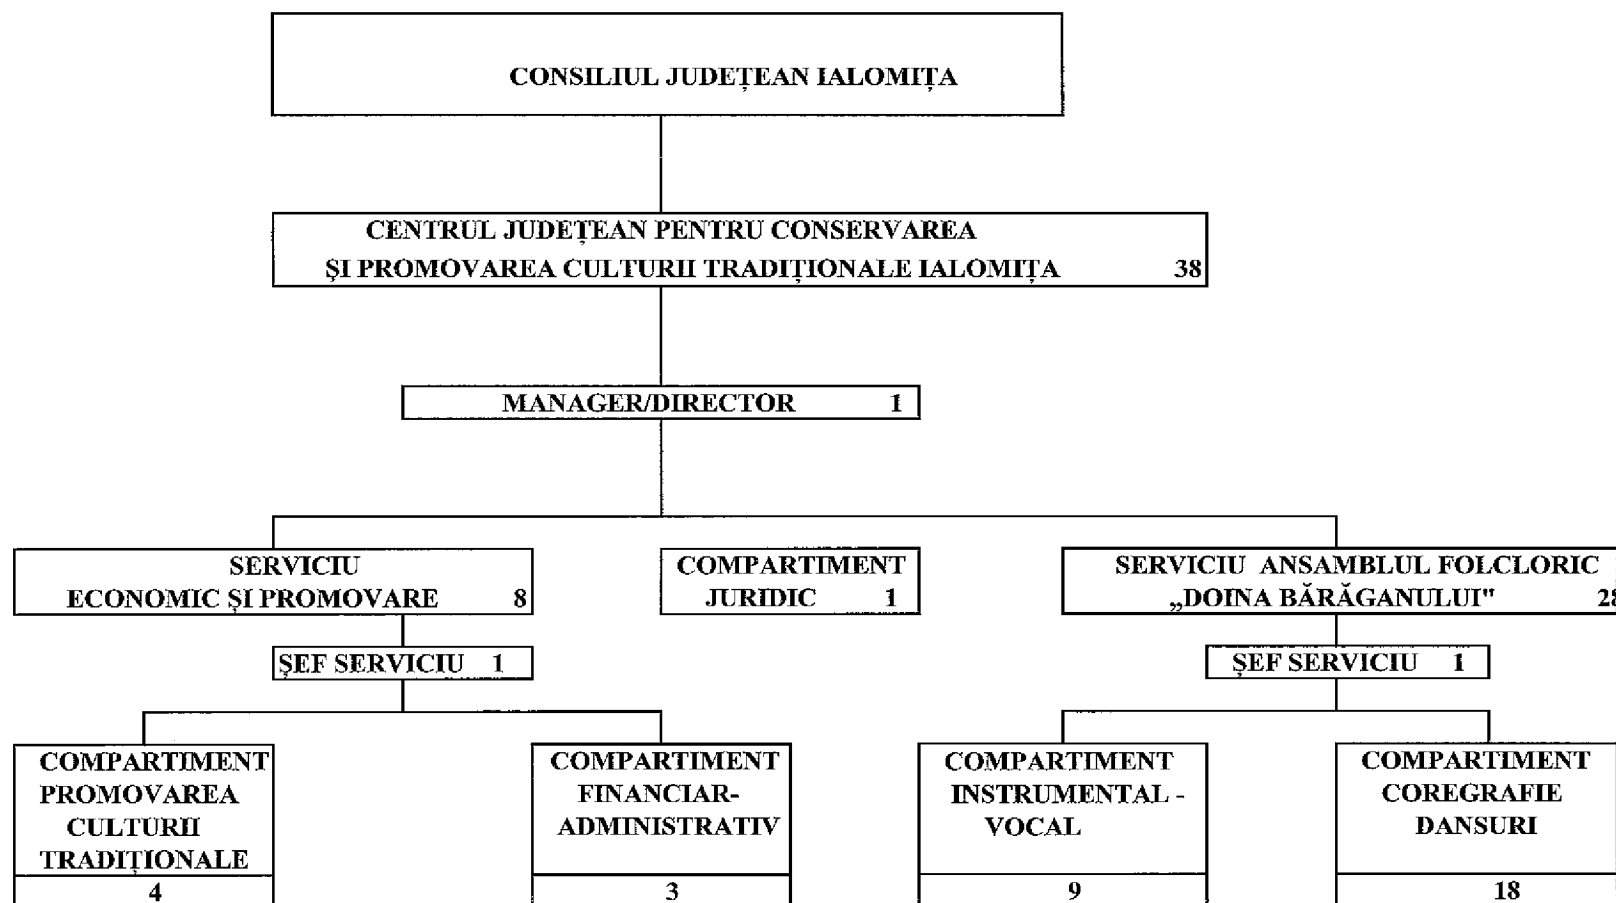 CONSILIUL JUDEȚEAN IALOMIȚA
CENTRUL JUDEȚEAN PENTRU CONSERVAREA
ȘI PROMOVAREA CULTURII TRADIȚIONALE IALOMIȚA 38
MANAGER/DIRECTOR 1
SERVICIU
ECONOMIC ȘI PROMOVARE 8
COMPARTIMENT
JURIDIC 1
SERVICIU ANSAMBLUL FOLCLORIC
„DOINA BĂRĂGANULUI" 28
ȘEF SERVICIU 1
ȘEF SERVICIU 1
COMPARTIMENT
PROMOVAREA
CULTURII
TRADIȚIONALE
4
COMPARTIMENT
FINANCIAR-
ADMINISTRATIV
3
COMPARTIMENT
INSTRUMENTAL -
VOCAL
9
COMPARTIMENT
COREGRAFIE
DANSURI
18